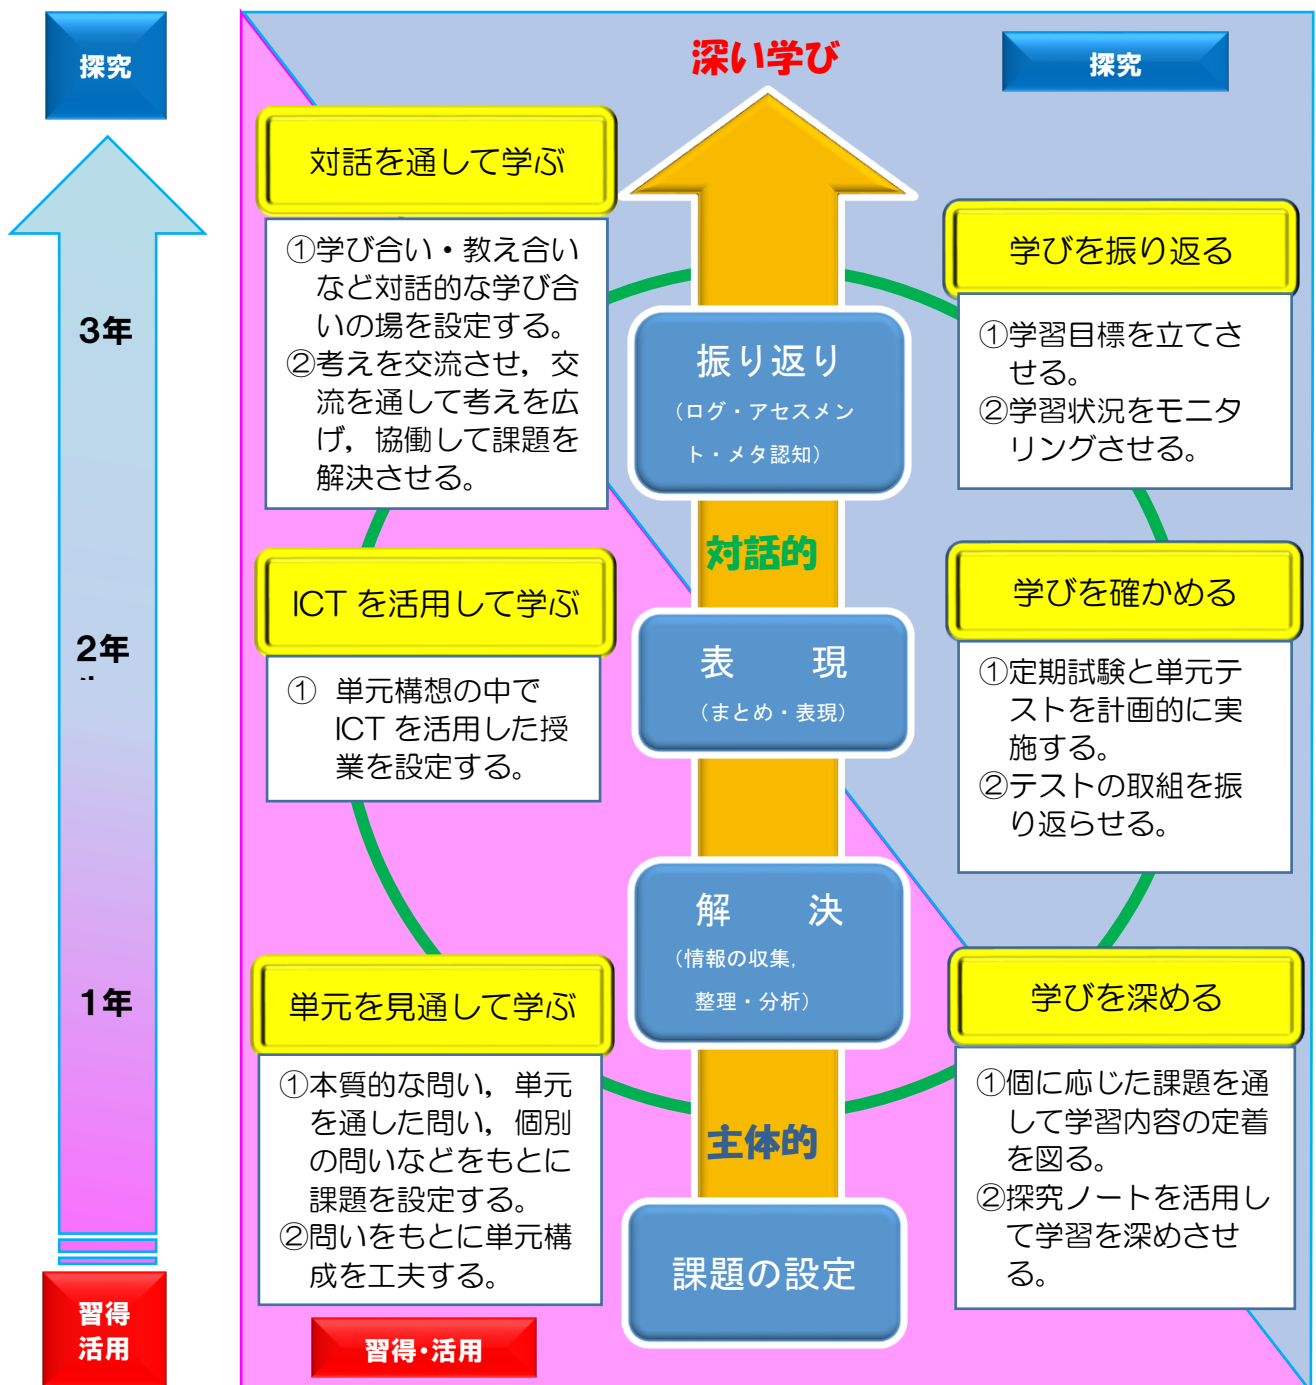 探究
3年
2年
1年
習得
活用
深い学び
探究
対話を通して学ぶ
①学び合い・教え合い
など対話的な学び合
いの場を設定する。
②考えを交流させ，交
流を通して考えを広
げ，協働して課題を
解決させる。
ICT を活用して学ぶ
① 単元構想の中で
ICT を活用した授
業を設定する。
単元を見通して学ぶ
①本質的な問い，単元
を通した問い，個別
の問いなどをもとに
課題を設定する。
②問いをもとに単元構
成を工夫する。
習得・活用
振り返り
（ログ・アセスメン
ト・メタ認知）
対話的
表　現
（まとめ・表現）
解　決
（情報の収集，
整理・分析）
主体的
課題の設定
学びを振り返る
①学習目標を立てさ
せる。
②学習状況をモニタ
リングさせる。
学びを確かめる
①定期試験と単元テ
ストを計画的に実
施する。
②テストの取組を振
り返らせる。
学びを深める
①個に応じた課題を通
して学習内容の定着
を図る。
②探究ノートを活用し
て学習を深めさせ
る。